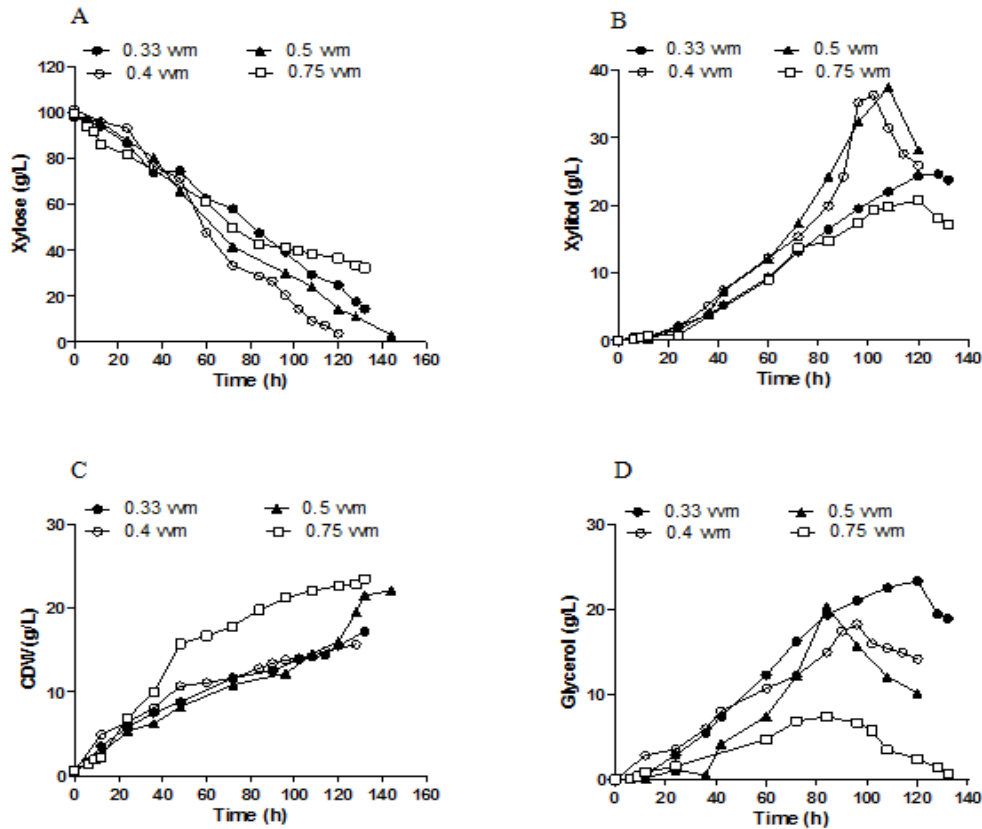 A
0.33 vvm 0.5 vvm
0.4 vvm 0.75 vvm
120
100
80
60
40
20
0
Xylose (g/L)
0 20 40 60 80 100 120 140 160
Time (h)
B
0.33 vvm 0.5 vvm
0.4 vvm 0.75 vvm
40
30
20
10
0
Xylitol (g/L)
0 20 40 60 80 100 120 140
Time (h)
C
0.33 vvm 0.5 vvm
0.4 vvm 0.75 vvm
30
20
10
0
CDW(g/L)
0 20 40 60 80 100 120 140 160
Time (h)
D
0.33 vvm 0.5 vvm
0.4 vvm 0.75 vvm
30
20
10
0
Glycerol (g/L)
0 20 40 60 80 100 120 140
Time (h)